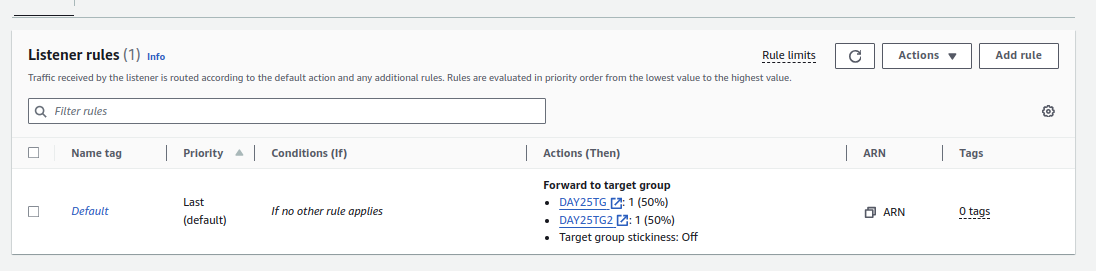 Listener rules (1) Info
Rule limits
Actions
Add rule
Traffic received by the listener is routed according to the default action and any additional rules. Rules are evaluated in priority order from the lowest value to the highest value.
Filter rules
Name tag Priority Conditions (If) Actions (Then) ARN Tags
Default
Last
(default)
If no other rule applies
Forward to target group
• DAY25TG : 1 (50%)
• DAY25TG2 : 1 (50%)
• Target group stickiness: Off
ARN
0 tags